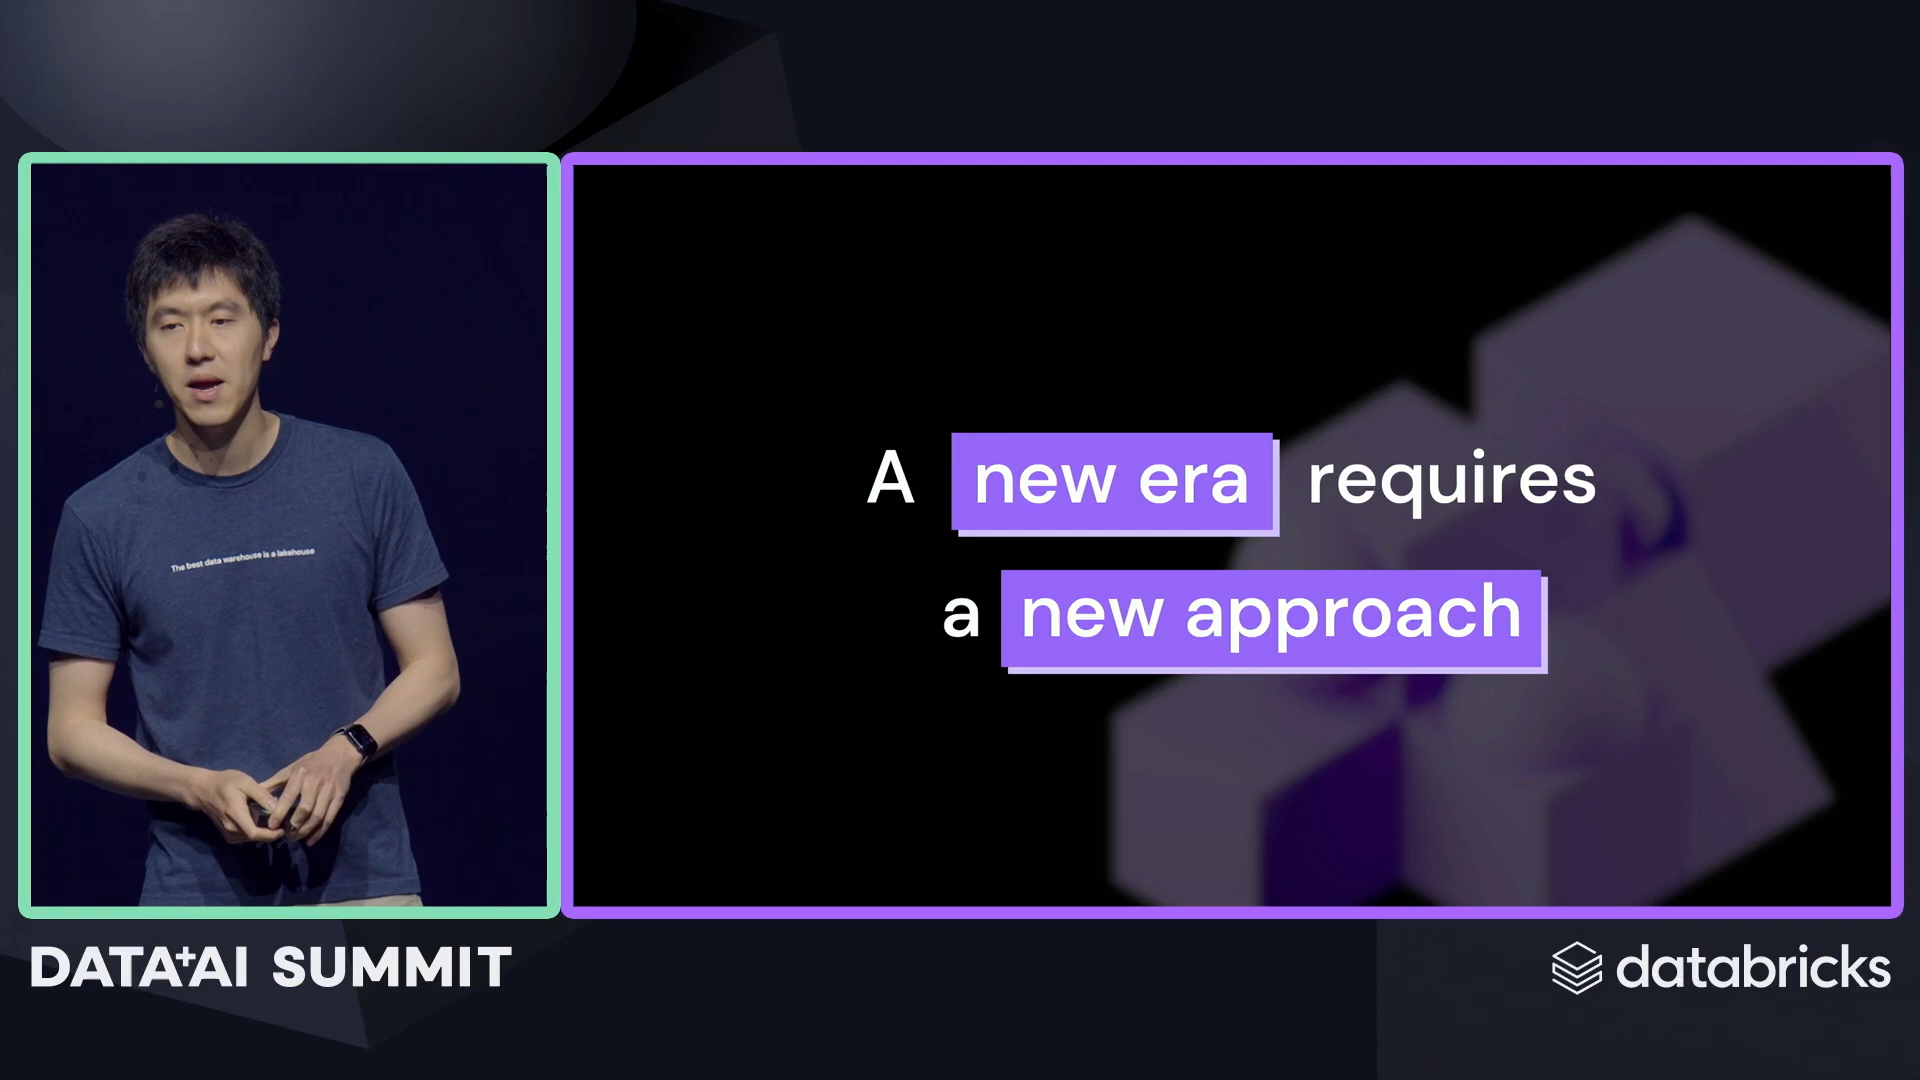 The best data warehouse is a lakehouse
A new era requires
a new approach
DATA+AI SUMMIT
databricks